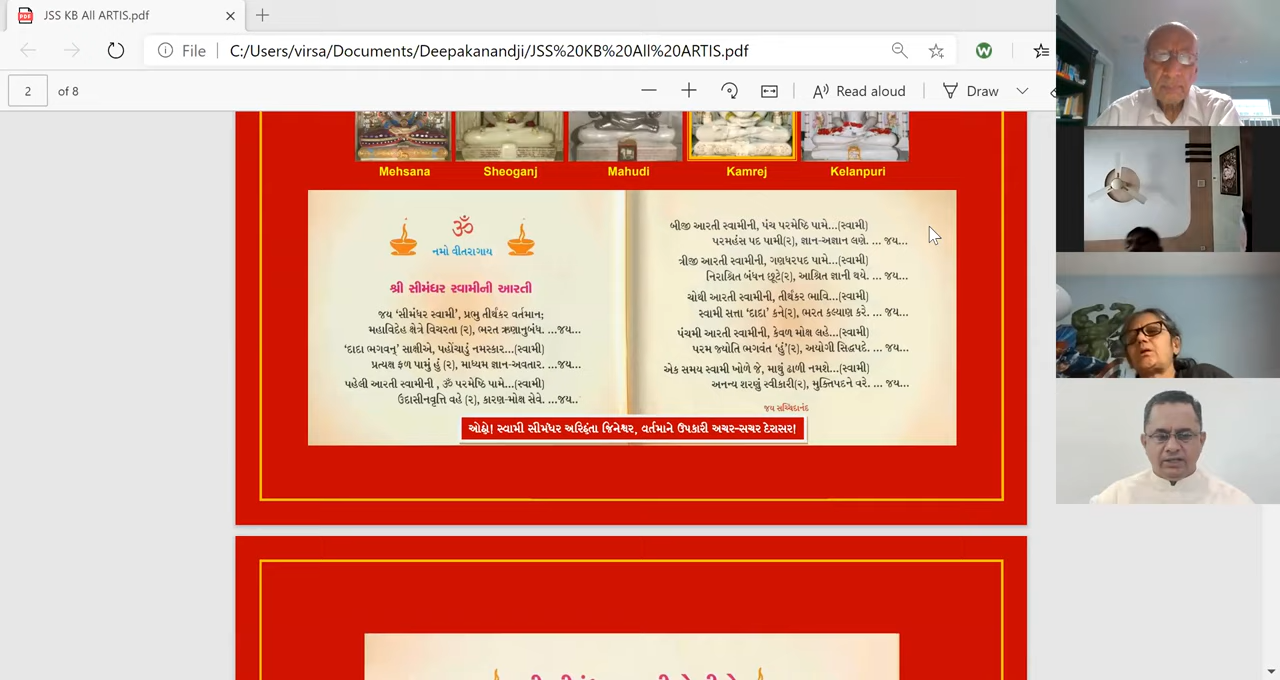 JSS KB All ARTIS.pdf
File
C:/Users/virsa/Documents/Deepakanandji/JSS%20KB%20All%20ARTIS.pdf
2 of 8
Read aloud
Draw
Mehsana
Sheoganj
Mahudi
Kamrej
Kelanpuri
ૐ
નમો વીતરાગાય
શ્રી સીમંધર સ્વામીની આરતી
જય ‘સીમંધર સ્વામી’, પ્રભુ તીર્થંકર વર્તમાન;
મહાવિદેહ ક્ષેત્રે વિચરતા (૨), ભરત ઋણાનુબંધ. ...જય...
‘દાદા ભગવન્’ સાક્ષીએ, પહોંચાડું નમસ્કાર...(સ્વામી)
પ્રત્યક્ષ ફળ પામું હું (૨), માધ્યમ જ્ઞાન-અવતાર. ...જય...
પહેલી આરતી સ્વામીની , ૐ પરમેષ્ઠિ પામે...(સ્વામી)
ઉદાસીનવૃત્તિ વહે (૨), કારણ-મોક્ષ સેવે. ...જય..
બીજી આરતી સ્વામીની, પંચ પરમેષ્ઠિ પામે...(સ્વામી)
પરમહંસ પદ પામી(૨), જ્ઞાન-અજ્ઞાન લણે. ... જય...
ત્રીજી આરતી સ્વામીની, ગણધરપદ પામે...(સ્વામી)
નિરાશ્રિત બંધન છૂટે(૨), આશ્રિત જ્ઞાની થયે. ... જય...
ચોથી આરતી સ્વામીની, તીર્થંકર ભાવિ...(સ્વામી)
સ્વામી સત્તા ‘દાદા’ કને(૨), ભરત કલ્યાણ કરે. ... જય...
પંચમી આરતી સ્વામીની, કેવળ મોક્ષ લહે...(સ્વામી)
પરમ જ્યોતિ ભગવંત ‘હું’(૨), અયોગી સિદ્ધપદે. ... જય...
એક સમય સ્વામી ખોળે જે, માથું ઢાળી નમશે...(સ્વામી)
અનન્ય શરણું સ્વીકારી(૨), મુક્તિપદને વરે. ... જય...
જય સચ્ચિદાનંદ
ઓહો! સ્વામી સીમંધર અરિહંતા જિનેશ્વર, વર્તમાને ઉપકારી અચર-સચર દેરાસર!